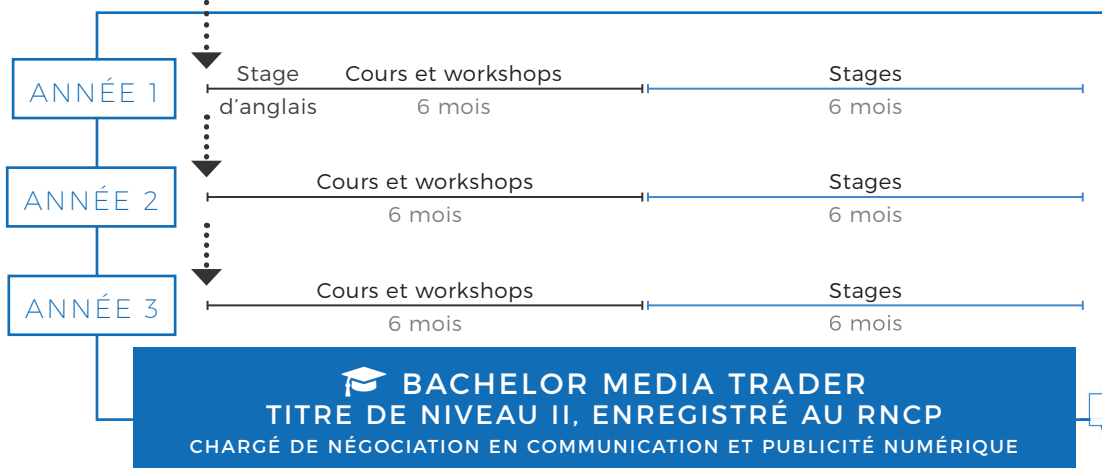 ANNÉE 1
Stage
d'anglais
Cours et workshops
6 mois
Stages
6 mois
ANNÉE 2
Cours et workshops
6 mois
Stages
6 mois
ANNÉE 3
Cours et workshops
6 mois
Stages
6 mois
BACHELOR MEDIA TRADER
TITRE DE NIVEAU II, ENREGISTRÉ AU RNCP
CHARGÉ DE NÉGOCIATION EN COMMUNICATION ET PUBLICITÉ NUMÉRIQUE